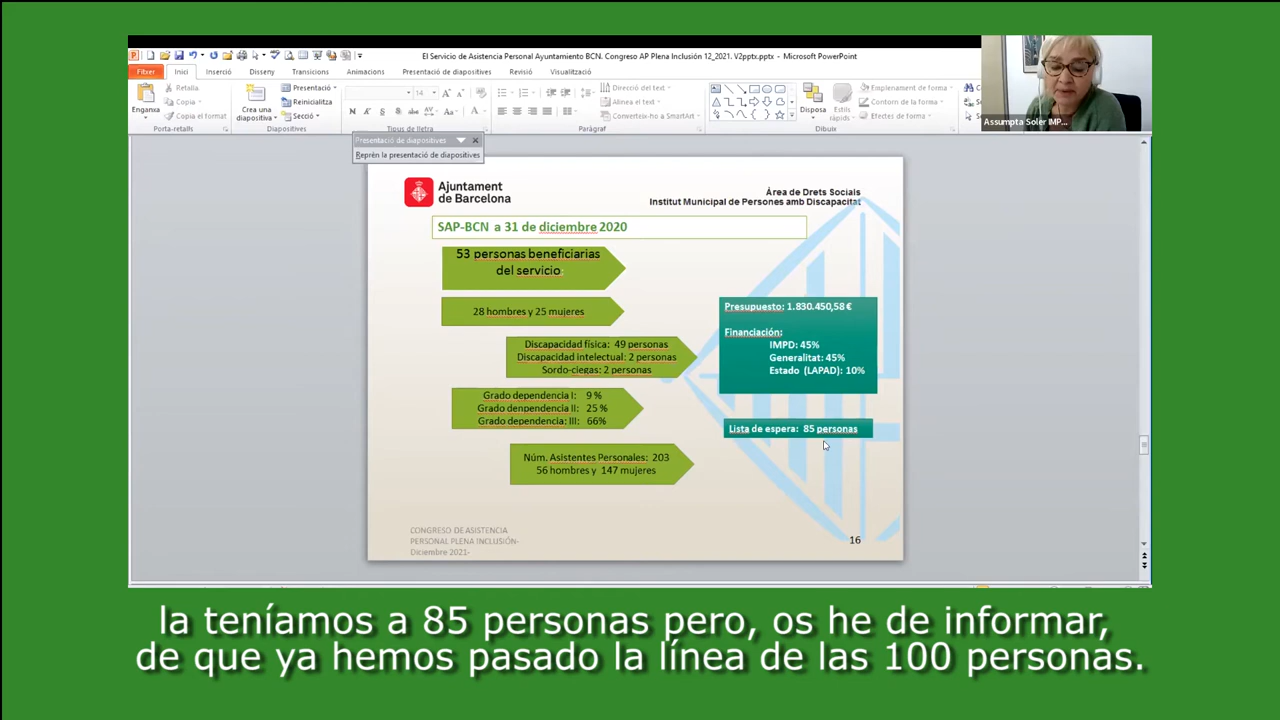 El Servicio de Asistencia Personal Ayuntamiento BCN. Congreso AP Plena Inclusión 12_2021. V2pptx.pptx - Microsoft PowerPoint
Fitxer Inici Inserció Disseny Transicions Animacions Presentació de diapositives Revisió Visualització
Enganxa
Retalla
Copia
Copia el format
Porta-retalls
Crea una
diapositiva
Presentació
Reinicialitza
Secció
Diapositives
14
N
Tipus de lletra
Paràgraf
Direcció del text
Alinea el text
Converteix-ho a SmartArt
Disposa
Estils
ràpids
Emplenament de forma
Contorn de la forma
Efectes de forma
Dibuix
Assumpta Soler IMP...
Presentació de diapositives
Reprèn la presentació de diapositives
Ajuntament
de Barcelona
Àrea de Drets Socials
Institut Municipal de Persones amb Discapacitat
SAP-BCN a 31 de diciembre 2020
53 personas beneficiarias
del servicio:
28 hombres y 25 mujeres
Discapacidad física: 49 personas
Discapacidad intelectual: 2 personas
Sordo-ciegas: 2 personas
Grado dependencia I: 9 %
Grado denpendencia II: 25 %
Grado dependencia: III: 66%
Núm. Asistentes Personales: 203
56 hombres y 147 mujeres
Presupuesto: 1.830.450,58 €
Financiación:
IMPD: 45%
Generalitat: 45%
Estado (LAPAD): 10%
Lista de espera: 85 personas
CONGRESO DE ASISTENCIA
PERSONAL PLENA INCLUSIÓN-
Diciembre 2021-
16
la teníamos a 85 personas pero, os he de informar,
de que ya hemos pasado la línea de las 100 personas.